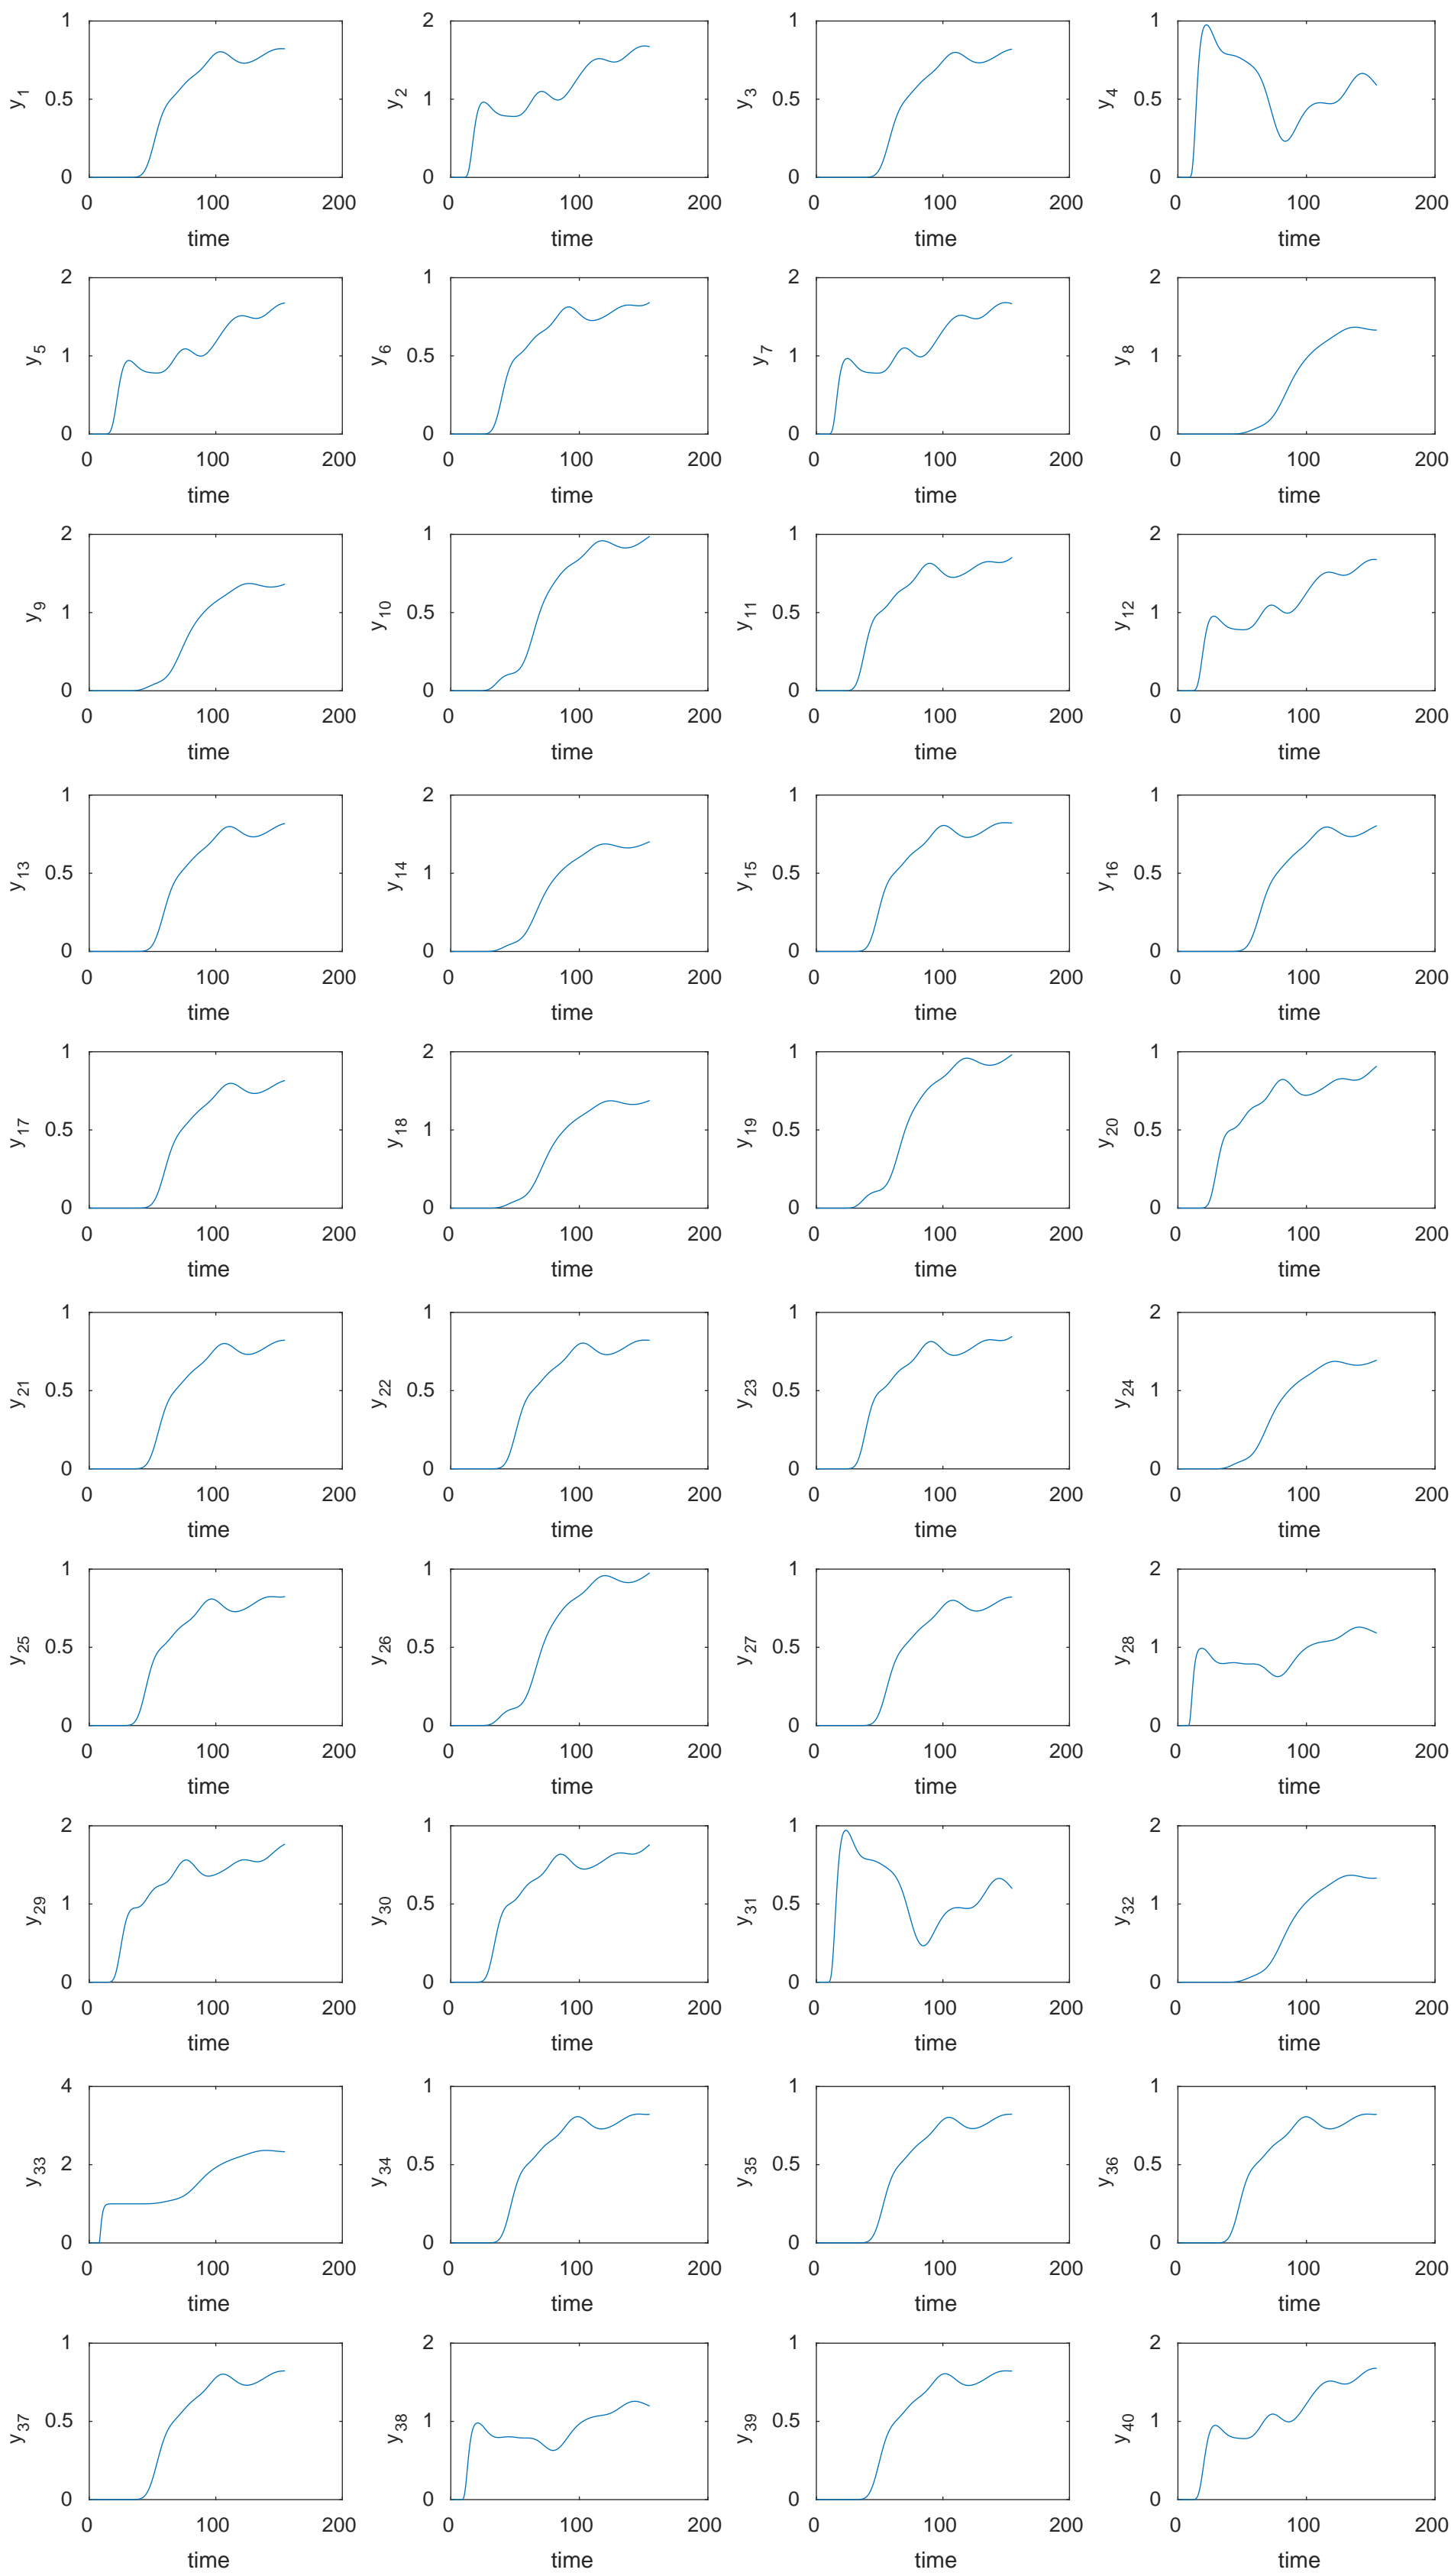 y1 1 0.5 0 0 100 200 time
y2 2 1 0 0 100 200 time
y3 1 0.5 0 0 100 200 time
y4 1 0.5 0 0 100 200 time
y5 2 1 0 0 100 200 time
y6 1 0.5 0 0 100 200 time
y7 2 1 0 0 100 200 time
y8 2 1 0 0 100 200 time
y9 2 1 0 0 100 200 time
y10 1 0.5 0 0 100 200 time
y11 1 0.5 0 0 100 200 time
y12 2 1 0 0 100 200 time
y13 1 0.5 0 0 100 200 time
y14 2 1 0 0 100 200 time
y15 1 0.5 0 0 100 200 time
y16 1 0.5 0 0 100 200 time
y17 1 0.5 0 0 100 200 time
y18 2 1 0 0 100 200 time
y19 1 0.5 0 0 100 200 time
y20 1 0.5 0 0 100 200 time
y21 1 0.5 0 0 100 200 time
y22 1 0.5 0 0 100 200 time
y23 1 0.5 0 0 100 200 time
y24 2 1 0 0 100 200 time
y25 1 0.5 0 0 100 200 time
y26 1 0.5 0 0 100 200 time
y27 1 0.5 0 0 100 200 time
y28 2 1 0 0 100 200 time
y29 2 1 0 0 100 200 time
y30 1 0.5 0 0 100 200 time
y31 1 0.5 0 0 100 200 time
y32 2 1 0 0 100 200 time
y33 4 2 0 0 100 200 time
y34 1 0.5 0 0 100 200 time
y35 1 0.5 0 0 100 200 time
y36 1 0.5 0 0 100 200 time
y37 1 0.5 0 0 100 200 time
y38 2 1 0 0 100 200 time
y39 1 0.5 0 0 100 200 time
y40 2 1 0 0 100 200 time